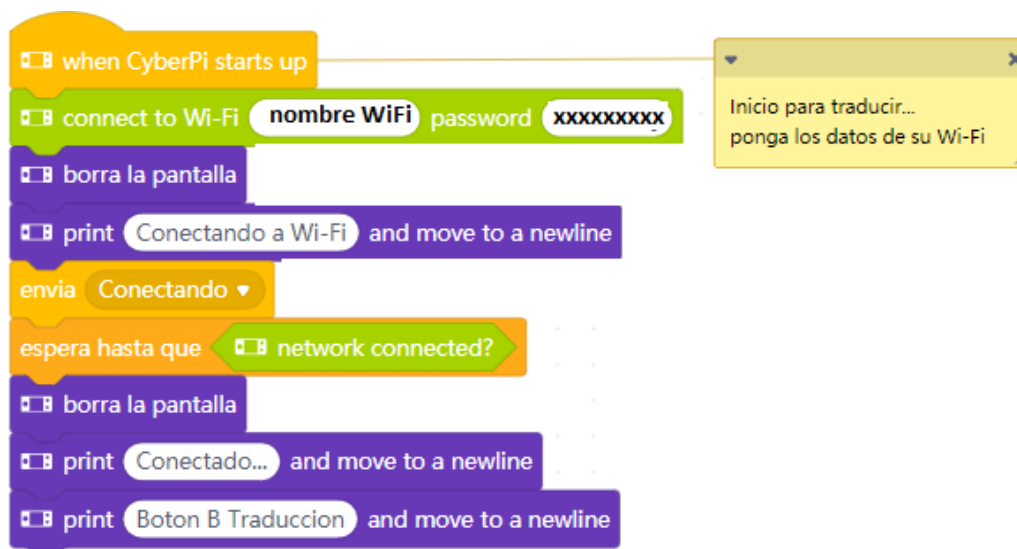 when CyberPi starts up
connect to Wi-Fi nombre WiFi password xxxxxxxxx
borra la pantalla
print Conectando a Wi-Fi and move to a newline
envia Conectando
espera hasta que network connected?
borra la pantalla
print Conectado... and move to a newline
print Boton B Traduccion and move to a newline
Inicio para traducir...
ponga los datos de su Wi-Fi